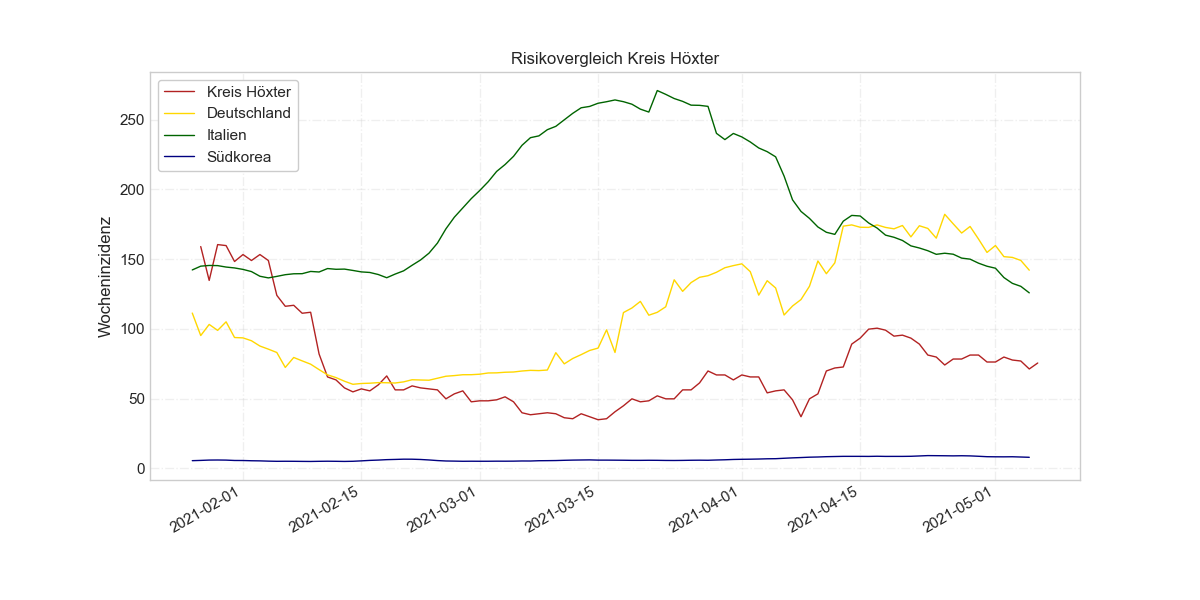 Risikovergleich Kreis Höxter
Kreis Höxter
Deutschland
Italien
Südkorea
Wocheninzidenz
250
200
150
100
50
0
2021-02-01
2021-02-15
2021-03-01
2021-03-15
2021-04-01
2021-04-15
2021-05-01